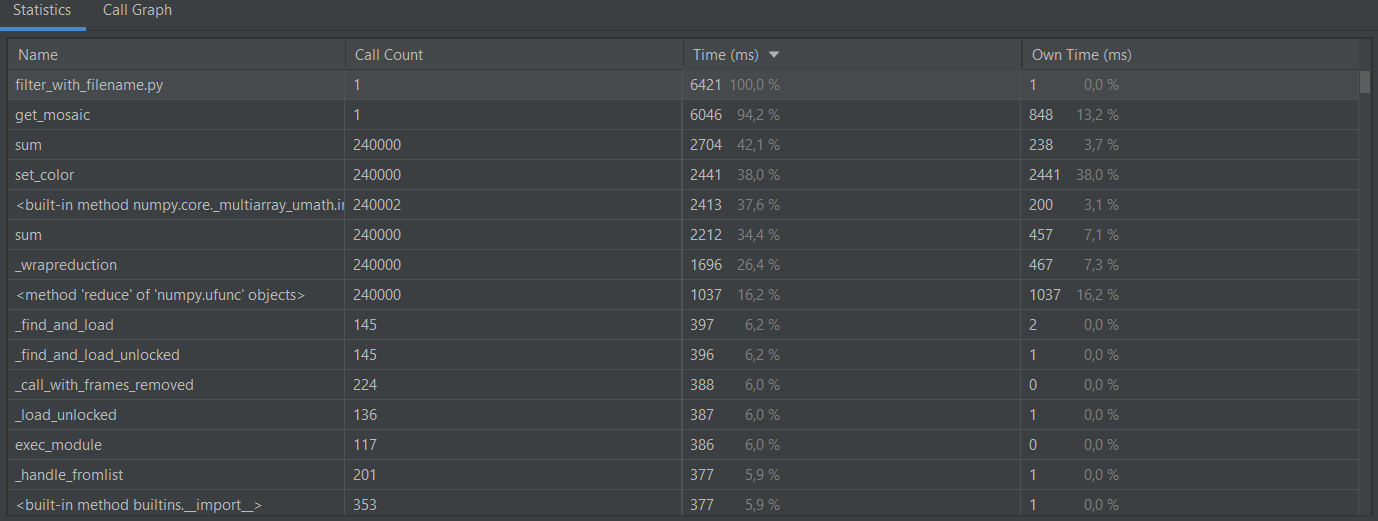 Statistics Call Graph
Name Call Count Time (ms) Own Time (ms)
filter_with_filename.py 1 6421 100,0 % 1 0,0 %
get_mosaic 1 6046 94,2 % 848 13,2 %
sum 240000 2704 42,1 % 238 3,7 %
set_color 240000 2441 38,0 % 2441 38,0 %
<built-in method numpy.core._multiarray_umath.ir 240002 2413 37,6 % 200 3,1 %
sum 240000 2212 34,4 % 457 7,1 %
_wrapreduction 240000 1696 26,4 % 467 7,3 %
<method 'reduce' of 'numpy.ufunc' objects> 240000 1037 16,2 % 1037 16,2 %
_find_and_load 145 397 6,2 % 2 0,0 %
_find_and_load_unlocked 145 396 6,2 % 1 0,0 %
_call_with_frames_removed 224 388 6,0 % 0 0,0 %
_load_unlocked 136 387 6,0 % 1 0,0 %
exec_module 117 386 6,0 % 0 0,0 %
_handle_fromlist 201 377 5,9 % 1 0,0 %
<built-in method builtins.__import__> 353 377 5,9 % 1 0,0 %